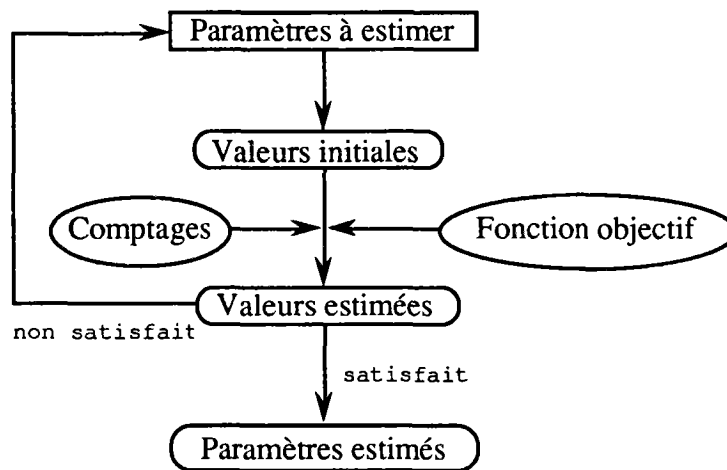 Paramètres à estimer
Valeurs initiales
Comptages
Fonction objectif
Valeurs estimées
non satisfait
satisfait
Paramètres estimés